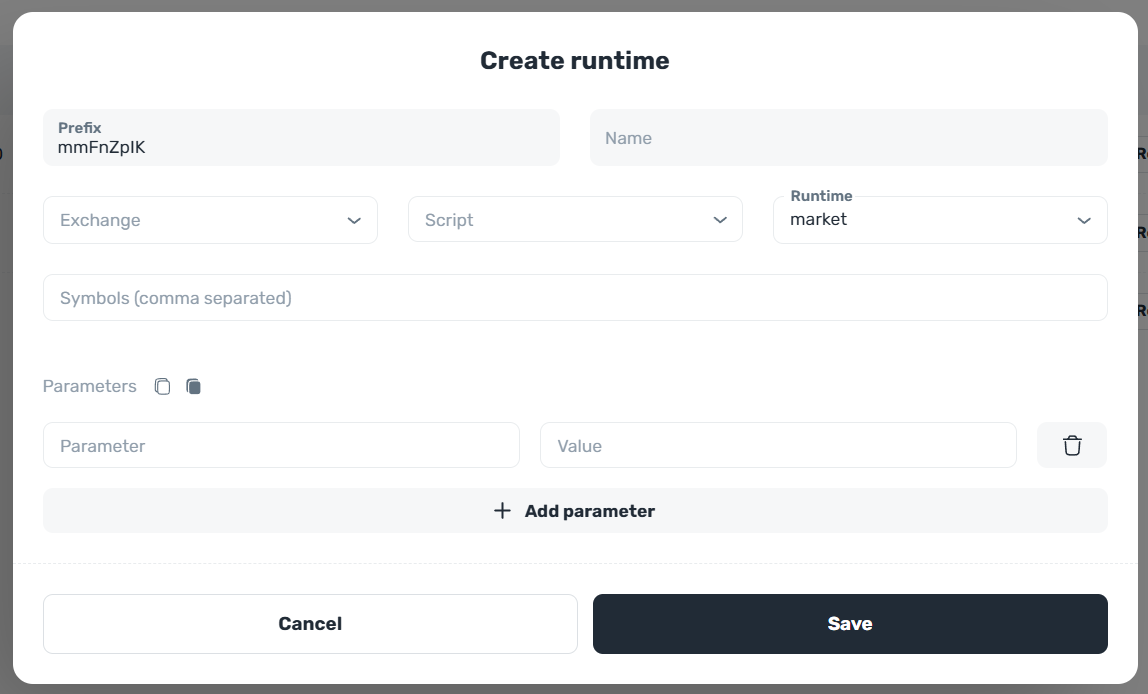 Create runtime
Prefix
mmFnZpIK
Name
Exchange
Script
Runtime
market
Symbols (comma separated)
Parameters
Parameter
Value
Add parameter
Cancel
Save